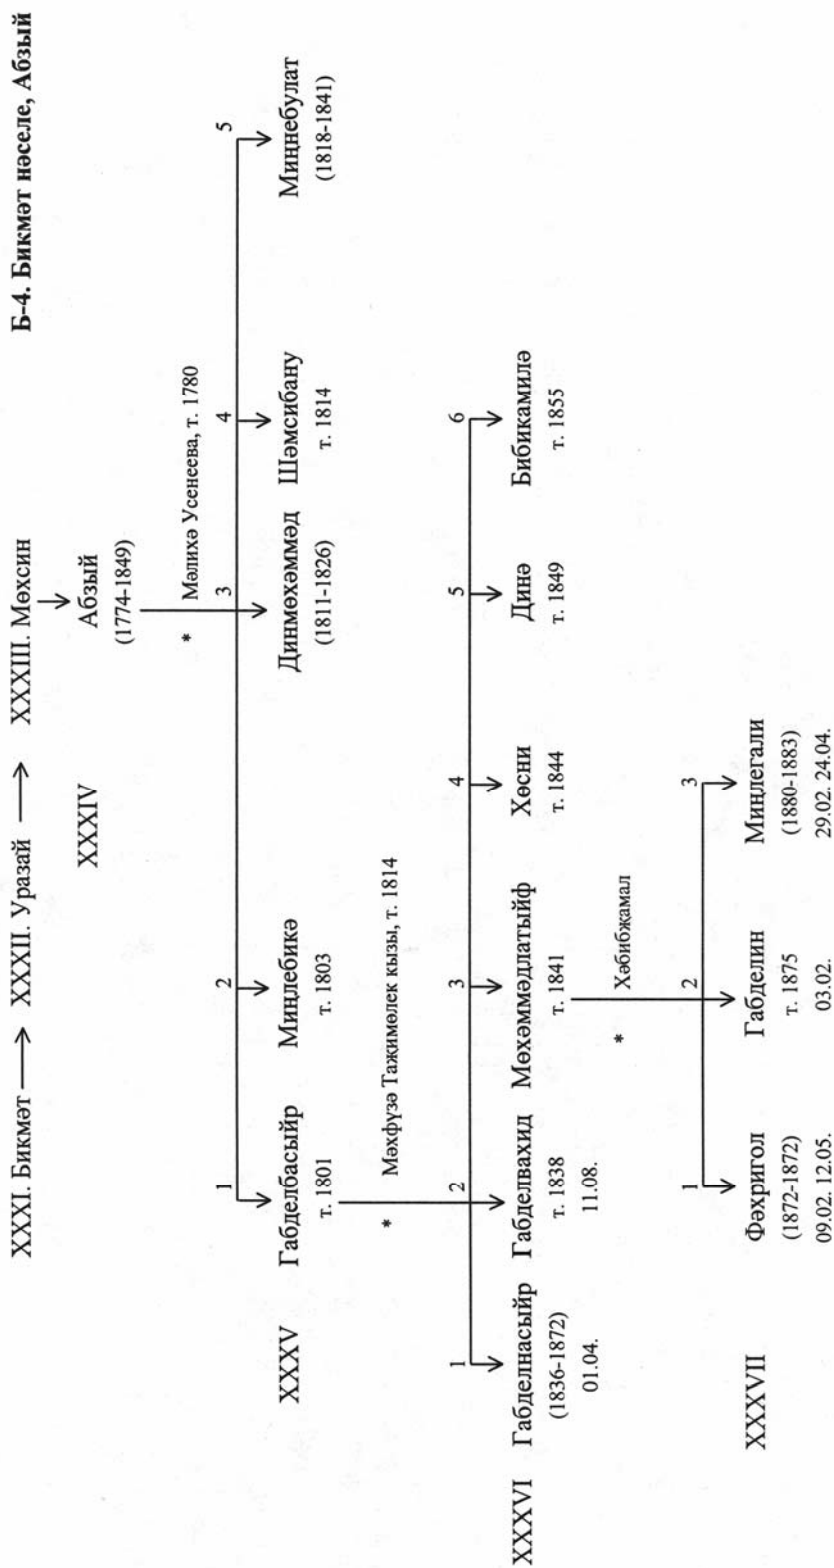 Б-4. Бикмәт нәселе, Абзый
XXXI. Бикмәт → XXXII. Уразай → XXXIII. Мөхсин
XXXIV
Абзый
(1774-1849)
* Мәлихә Усенеева, т. 1780
1 2 3 4 5
XXXV Габделбасыйр Миңлебикә Динмөхәммәд Шәмсибану Миңнебулат
т. 1801 т. 1803 (1811-1826) т. 1814 (1818-1841)
* Мәхфүзә Таҗимөлек кызы, т. 1814
1 2 3 4 5 6
XXXVI Габделнасыйр Габделвахид Мөхәммәдлатыйф Хөсни Динә Бибикамилә
(1836-1872) т. 1838 т. 1841 т. 1844 т. 1849 т. 1855
01.04. 11.08.
* Хәбибҗамал
1 2 3
XXXVII Фәхригол Габделин Миңлегали
(1872-1872) т. 1875 (1880-1883)
09.02. 12.05. 03.02. 29.02. 24.04.